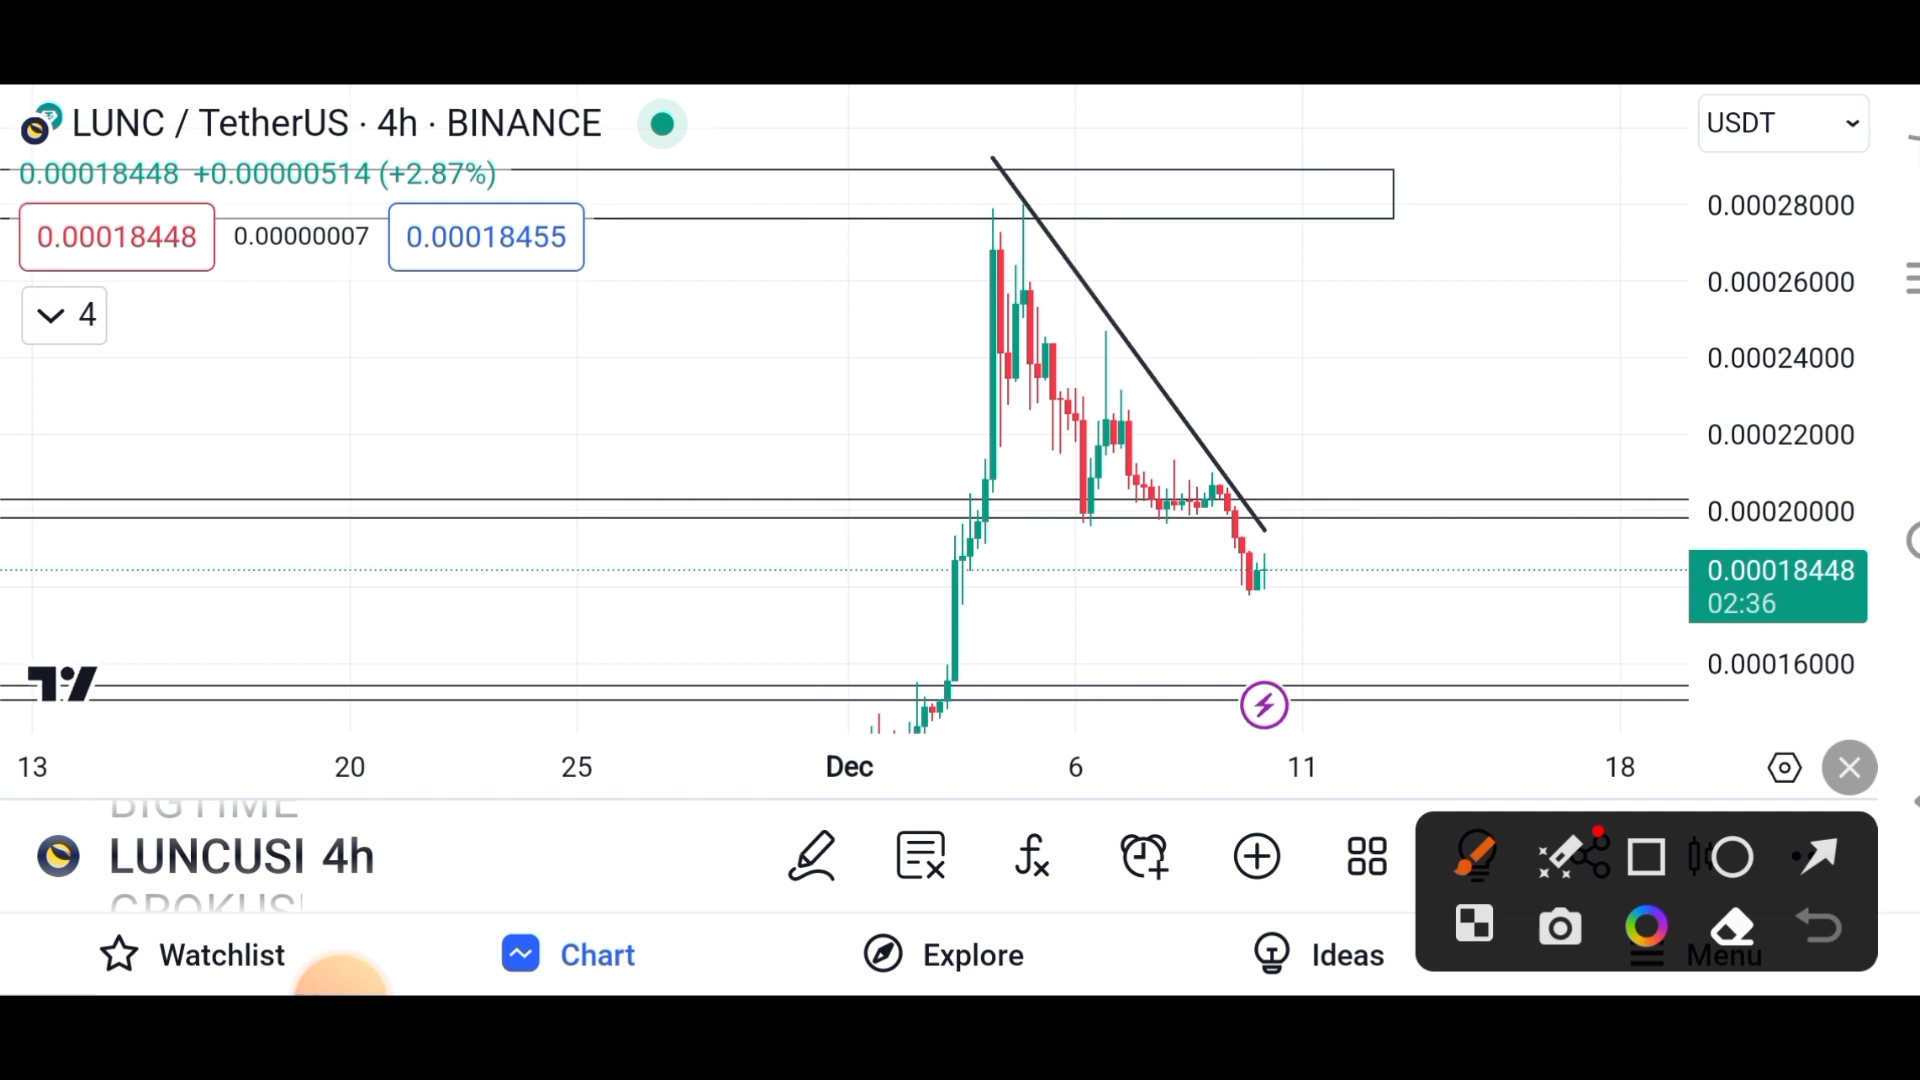 LUNC / TetherUS · 4h · BINANCE
USDT
0.00018448 +0.00000514 (+2.87%)
0.00018448 0.00000007 0.00018455
4
0.00028000
0.00026000
0.00024000
0.00022000
0.00020000
0.00018448
02:36
0.00016000
13 20 25 Dec 6 11 18
BIGTIME
LUNCUSI 4h
GROKUSI
Watchlist Chart Explore Ideas Menu